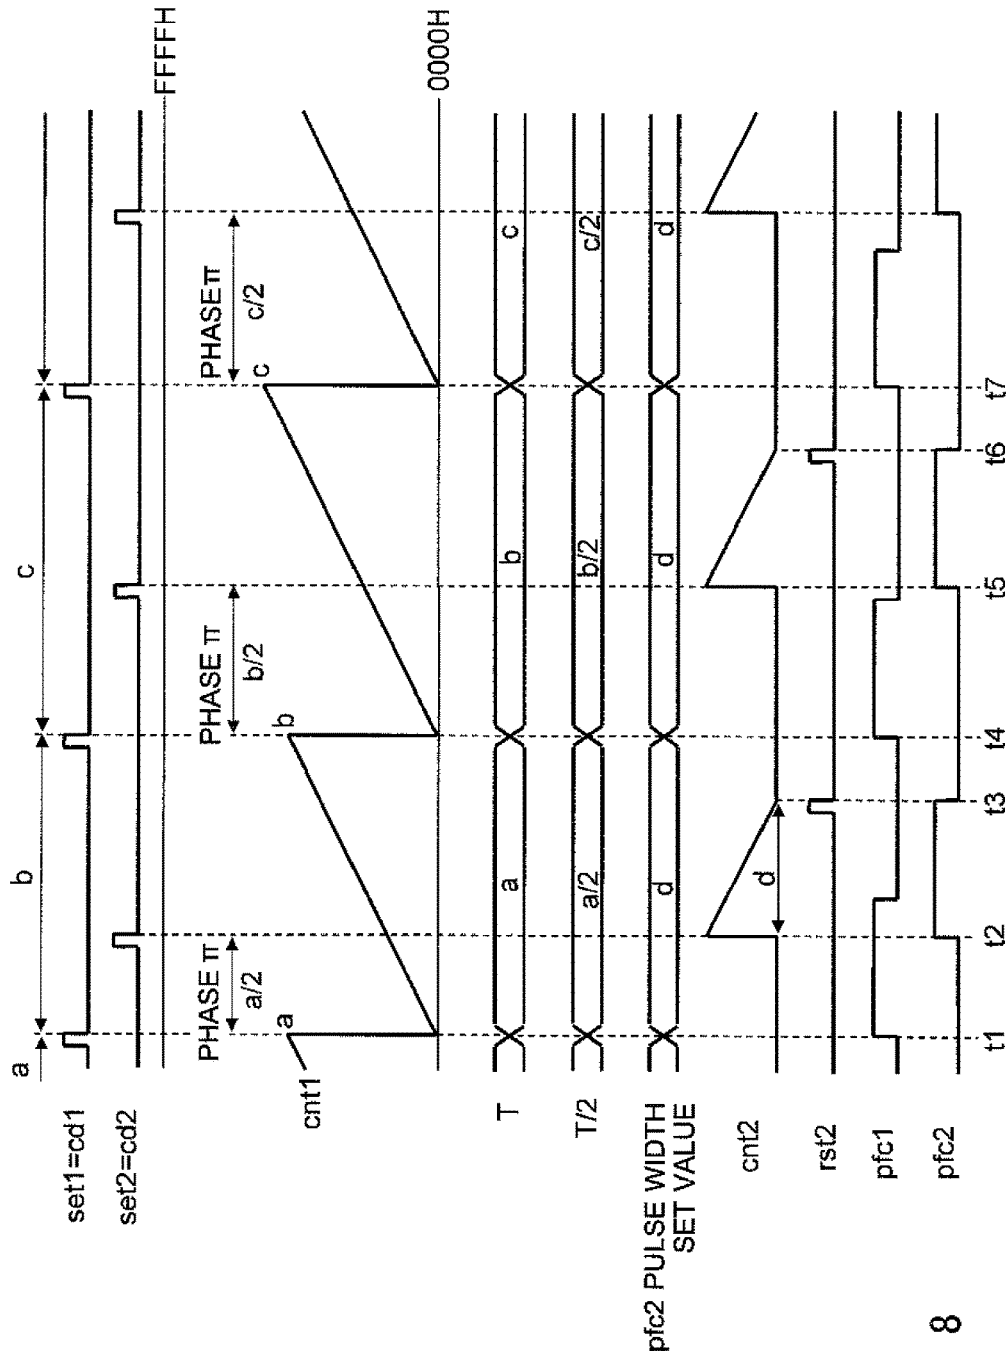 a b c
set1=cd1
set2=cd2
FFFFH
PHASE π PHASE π PHASE π
a/2 b/2 c/2
a b c
cnt1
0000H
T a b c
T/2 a/2 b/2 c/2
pfc2 PULSE WIDTH
SET VALUE d d d
cnt2 d
rst2
pfc1
pfc2
t1 t2 t3 t4 t5 t6 t7
8